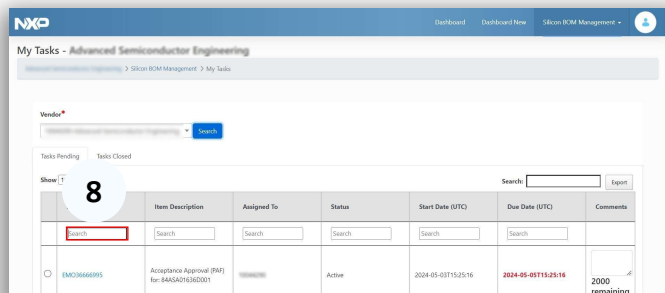 NXP
Dashboard Dashboard New Silicon BOM Management
My Tasks - Advanced Semiconductor Engineering
> Silicon BOM Management > My Tasks
Vendor*
Search
Tasks Pending Tasks Closed
Show 1 Search: Export
8
Item Description Assigned To Status Start Date (UTC) Due Date (UTC) Comments
Search Search Search Search Search Search
EMO36666995 Acceptance Approval (PAF) for: 84ASA01636D001 Active 2024-05-03T15:25:16 2024-05-05T15:25:16
2000
remaining